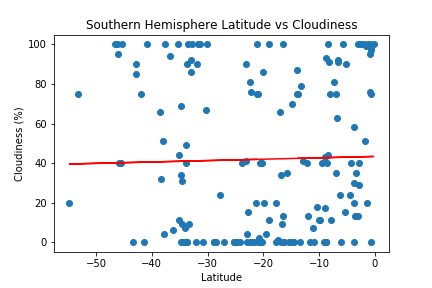 Southern Hemisphere Latitude vs Cloudiness
100
80
60
40
20
0
Cloudiness (%)
−50 −40 −30 −20 −10 0
Latitude